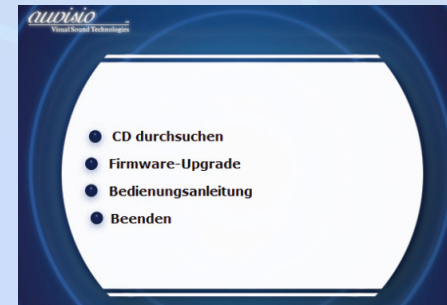 auvisio
Visual Sound Technologies
CD durchsuchen
Firmware-Upgrade
Bedienungsanleitung
Beenden